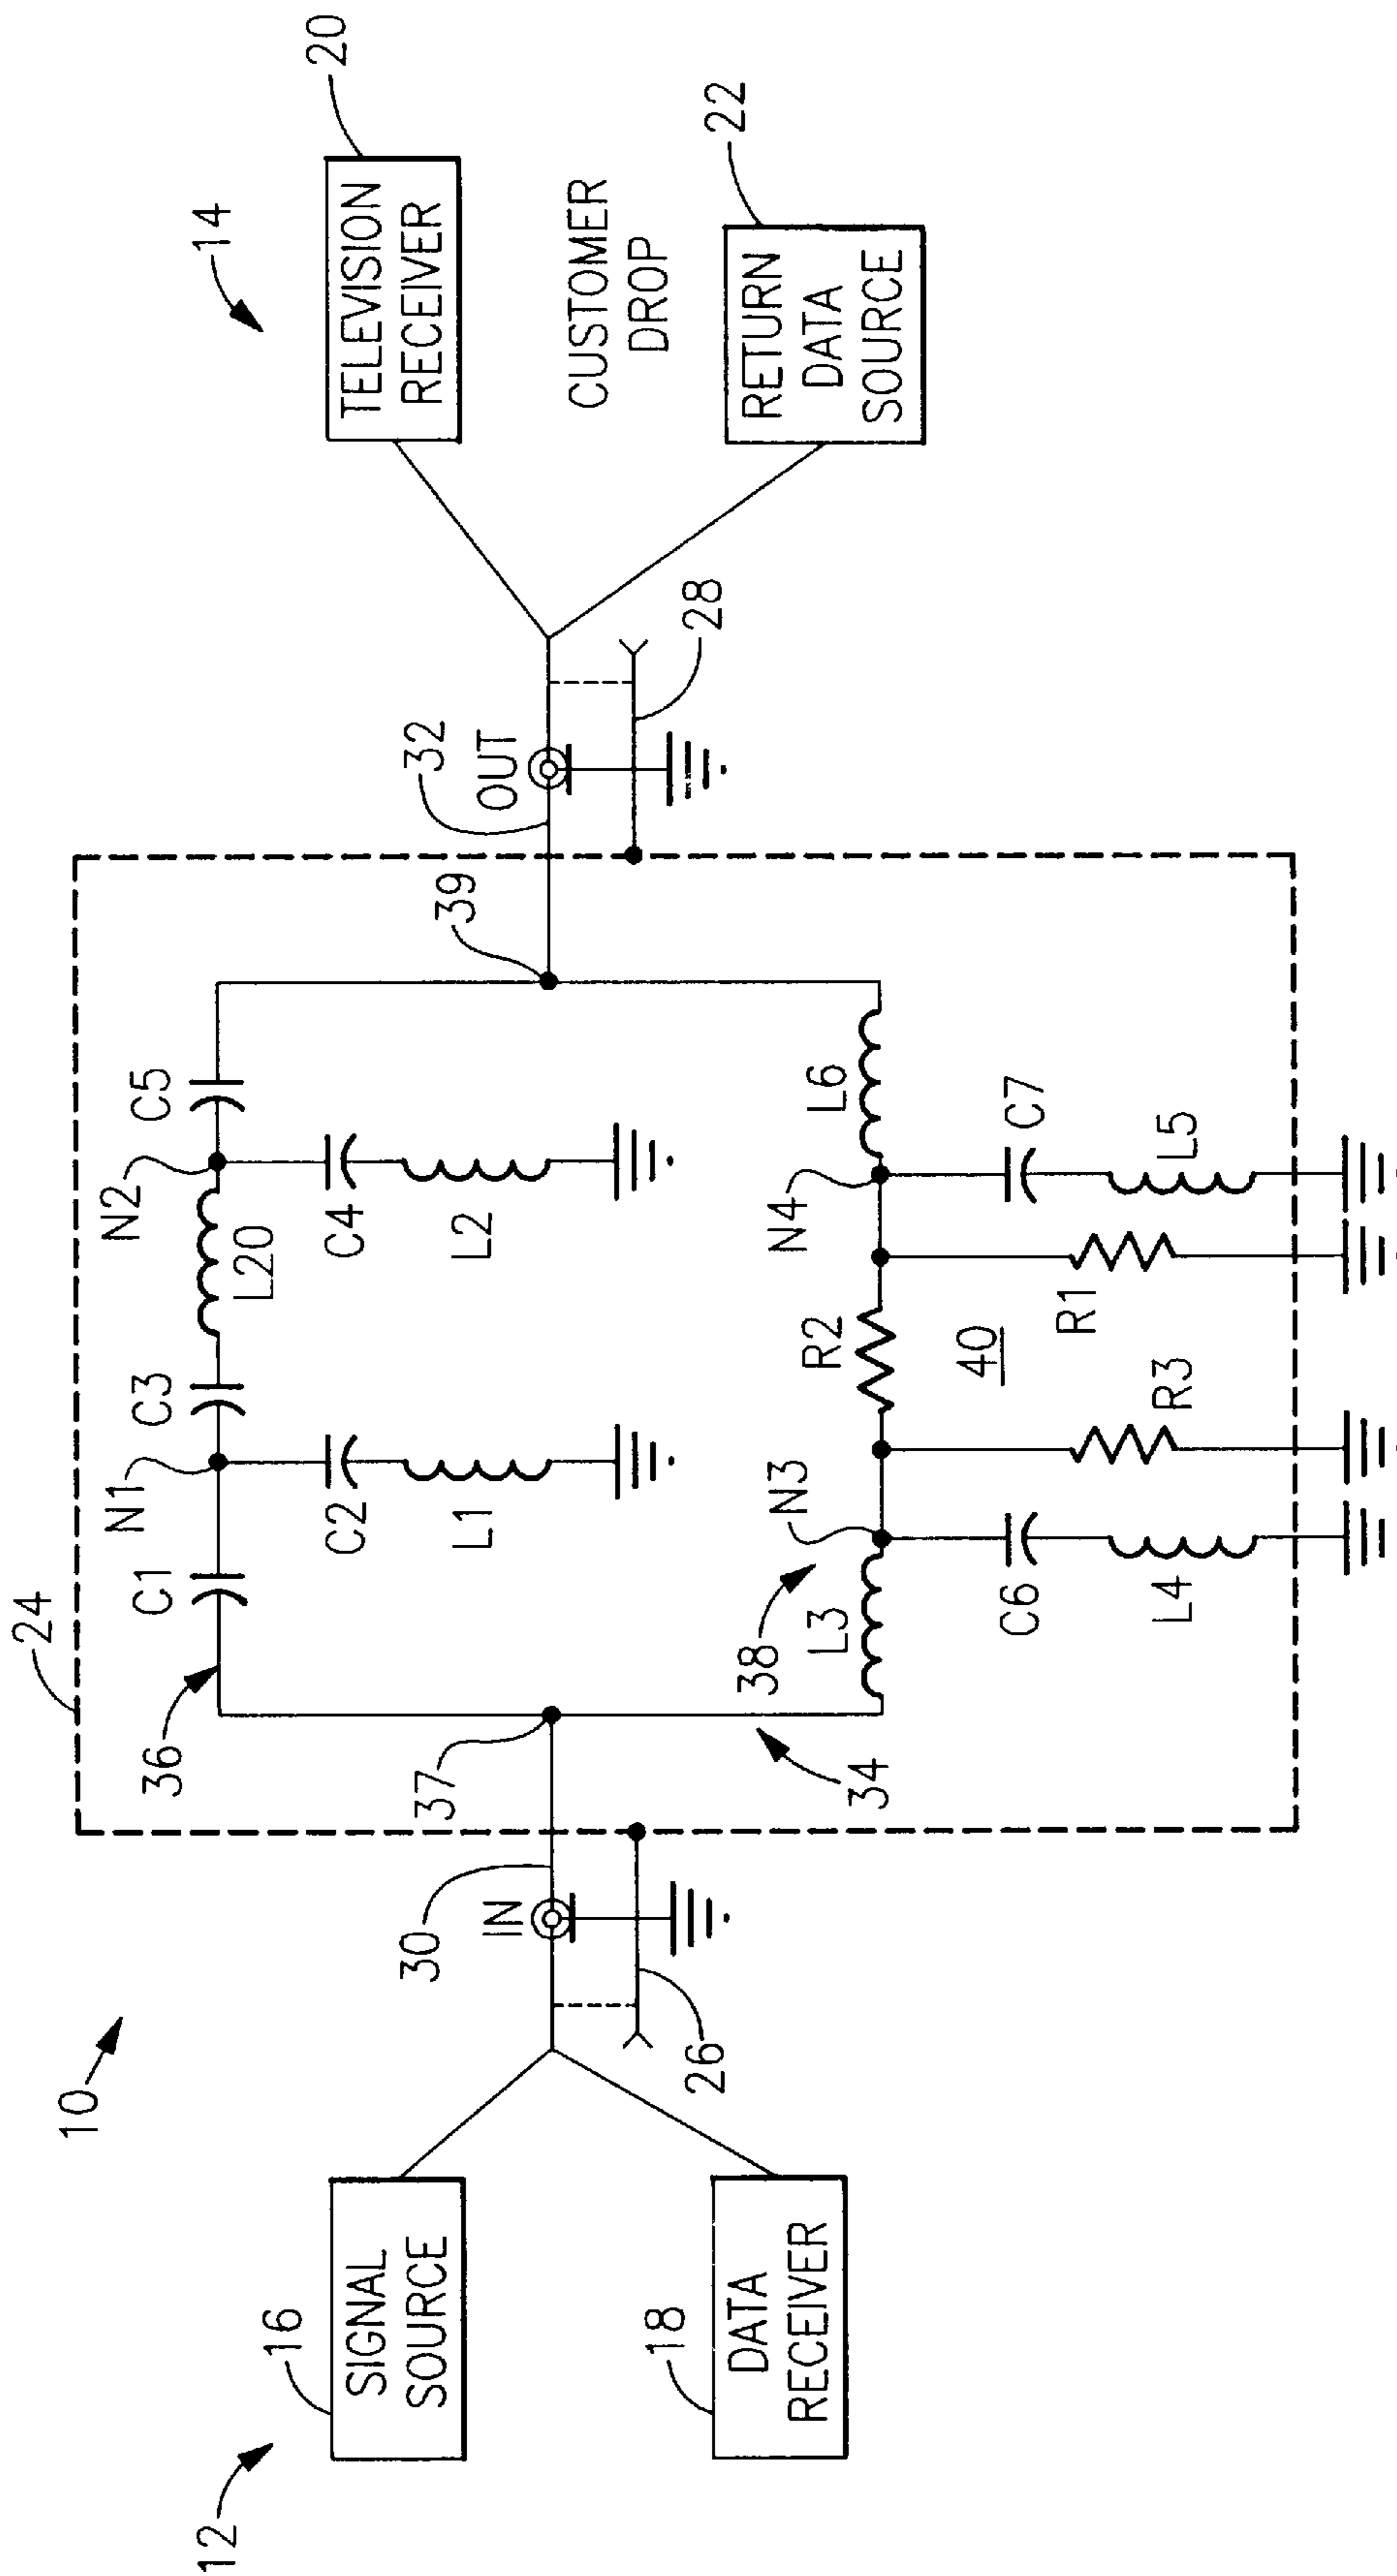 10
12
14
16
SIGNAL
SOURCE
18
DATA
RECEIVER
20
TELEVISION
RECEIVER
CUSTOMER
DROP
22
RETURN
DATA
SOURCE
24
26
28
30
IN
32
OUT
34
36
37
38
39
C1
N1
C3
L20
N2
C5
C2
L1
C4
L2
L3
N3
R2
N4
L6
C6
L4
R3
40
R1
C7
L5